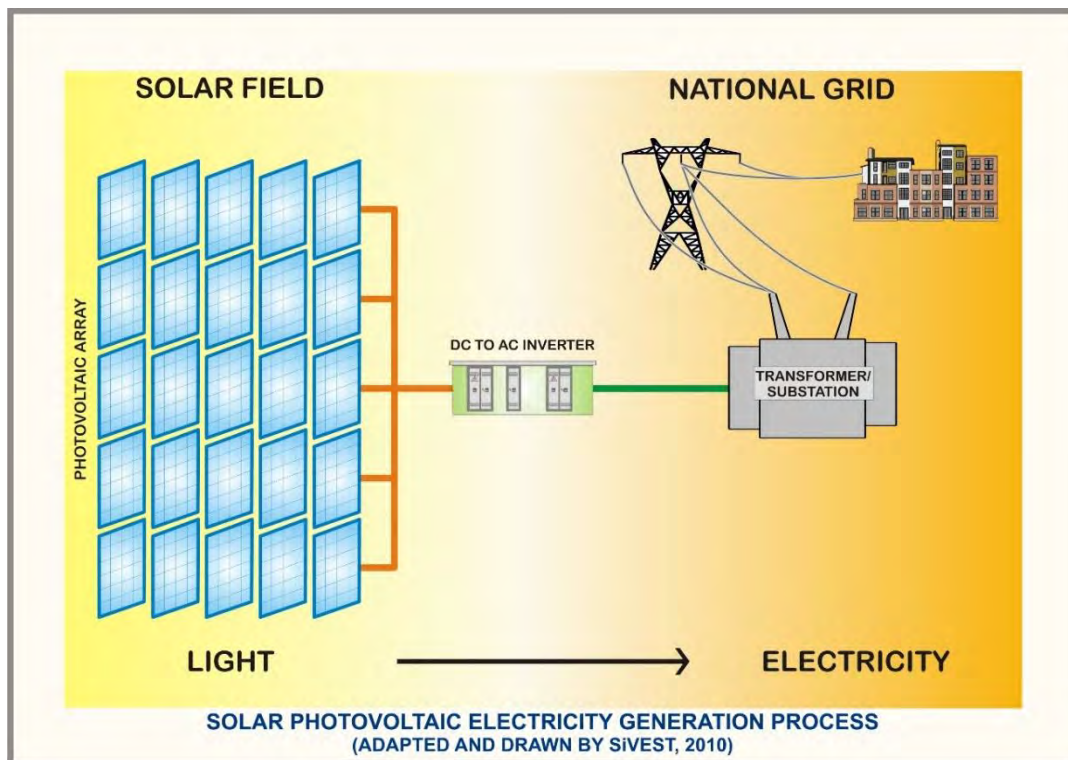 SOLAR FIELD
NATIONAL GRID
PHOTOVOLTAIC ARRAY
DC TO AC INVERTER
TRANSFORMER/
SUBSTATION
LIGHT
ELECTRICITY
SOLAR PHOTOVOLTAIC ELECTRICITY GENERATION PROCESS
(ADAPTED AND DRAWN BY SiVEST, 2010)